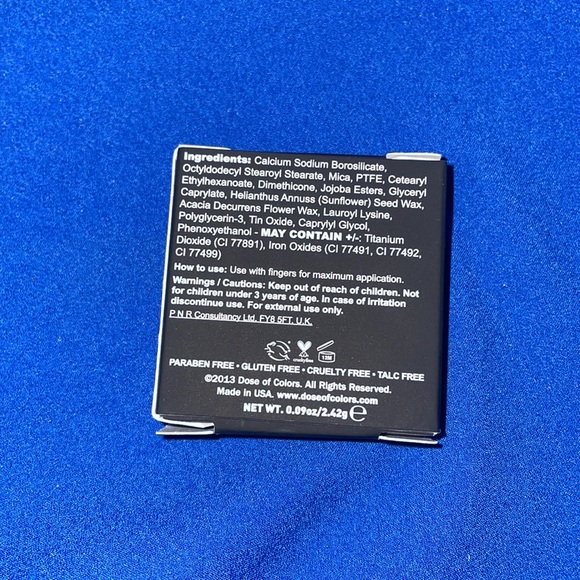 Ingredients: Calcium Sodium Borosilicate,
Octyldodecyl Stearoyl Stearate, Mica, PTFE, Cetearyl
Ethylhexanoate, Dimethicone, Jojoba Esters, Glyceryl
Caprylate, Helianthus Annuss (Sunflower) Seed Wax,
Acacia Decurrens Flower Wax, Lauroyl Lysine,
Polyglycerin-3, Tin Oxide, Caprylyl Glycol,
Phenoxyethanol - MAY CONTAIN +/-: Titanium
Dioxide (CI 77891), Iron Oxides (CI 77491, CI 77492,
CI 77499)
How to use: Use with fingers for maximum application.
Warnings / Cautions: Keep out of reach of children. Not
for children under 3 years of age. In case of irritation
discontinue use. For external use only.
P N R Consultancy Ltd, FY8 5FT, U.K.
crueltyfree
12M
PARABEN FREE • GLUTEN FREE • CRUELTY FREE • TALC FREE
©2013 Dose of Colors. All Rights Reserved.
Made in USA. www.doseofcolors.com
NET WT. 0.09oz/2.42g e